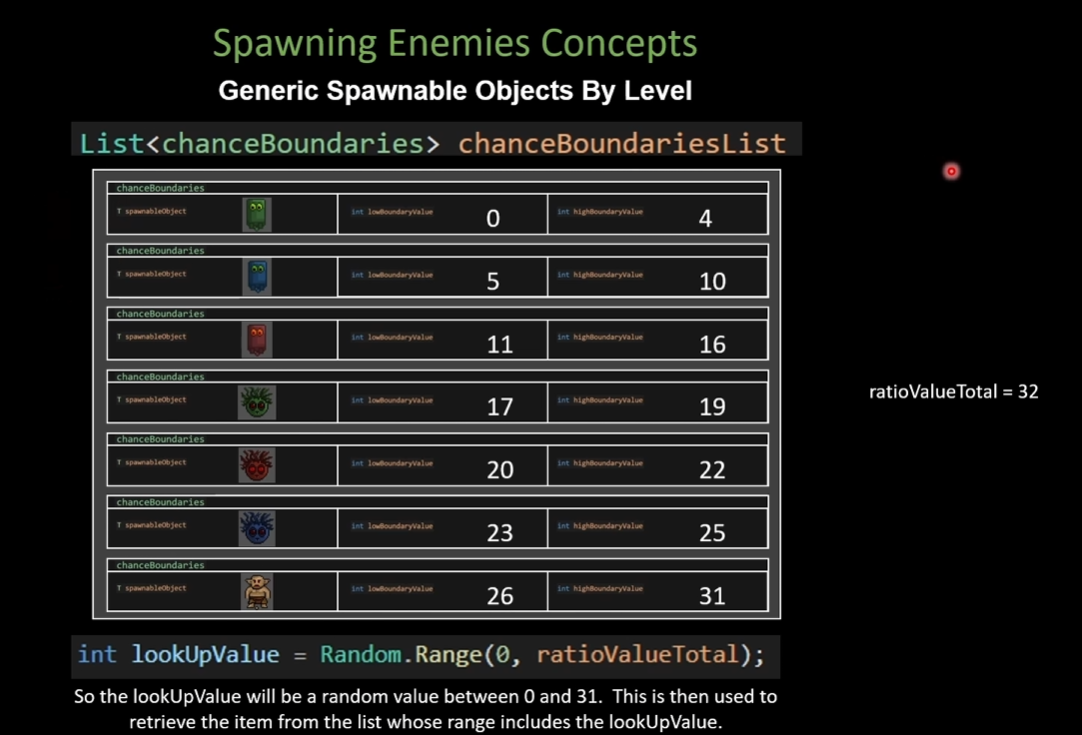 Spawning Enemies Concepts
Generic Spawnable Objects By Level
List<chanceBoundaries> chanceBoundariesList
chanceBoundaries
T spawnableObject int lowBoundaryValue 0 int highBoundaryValue 4
chanceBoundaries
T spawnableObject int lowBoundaryValue 5 int highBoundaryValue 10
chanceBoundaries
T spawnableObject int lowBoundaryValue 11 int highBoundaryValue 16
chanceBoundaries
T spawnableObject int lowBoundaryValue 17 int highBoundaryValue 19
chanceBoundaries
T spawnableObject int lowBoundaryValue 20 int highBoundaryValue 22
chanceBoundaries
T spawnableObject int lowBoundaryValue 23 int highBoundaryValue 25
chanceBoundaries
T spawnableObject int lowBoundaryValue 26 int highBoundaryValue 31
ratioValueTotal = 32
int lookUpValue = Random.Range(0, ratioValueTotal);
So the lookUpValue will be a random value between 0 and 31. This is then used to
retrieve the item from the list whose range includes the lookUpValue.